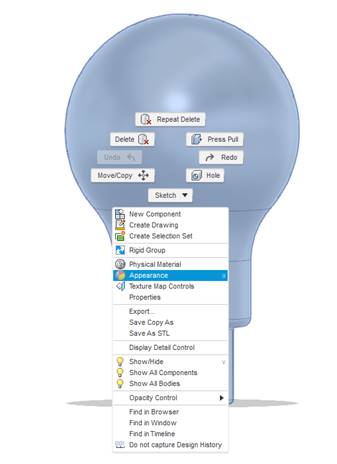 Repeat Delete
Delete
Press Pull
Undo
Redo
Move/Copy
Hole
Sketch
New Component
Create Drawing
Create Selection Set
Rigid Group
Physical Material
Appearance a
Texture Map Controls
Properties
Export...
Save Copy As
Save As STL
Display Detail Control
Show/Hide v
Show All Components
Show All Bodies
Opacity Control
Find in Browser
Find in Window
Find in Timeline
Do not capture Design History